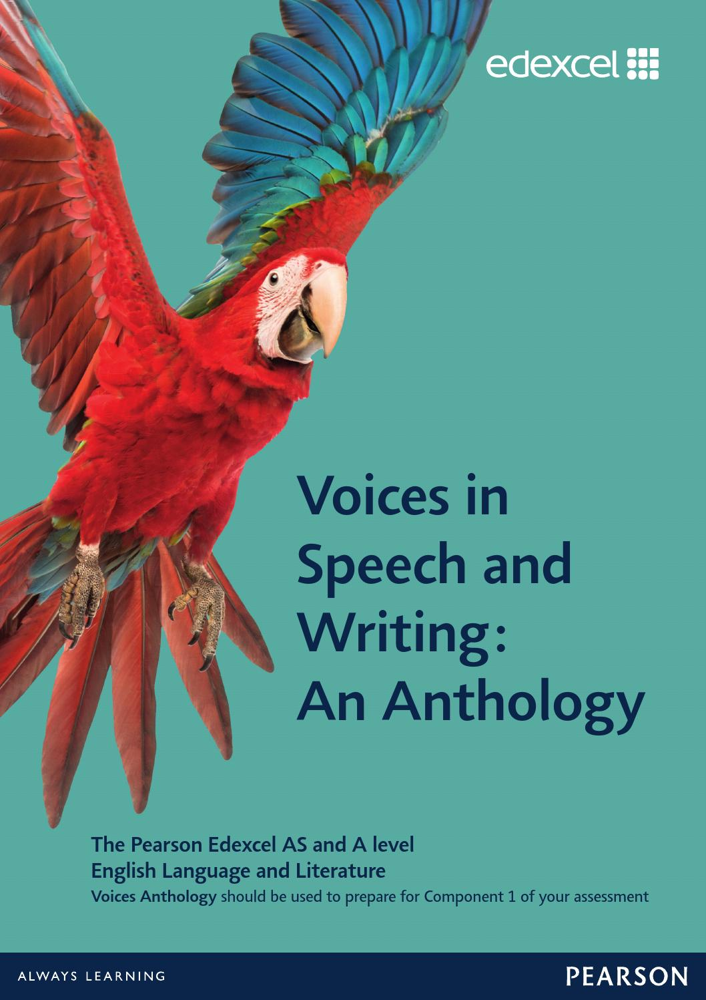 edexcel
Voices in
Speech and
Writing:
An Anthology
The Pearson Edexcel AS and A level
English Language and Literature
Voices Anthology should be used to prepare for Component 1 of your assessment
ALWAYS LEARNING
PEARSON